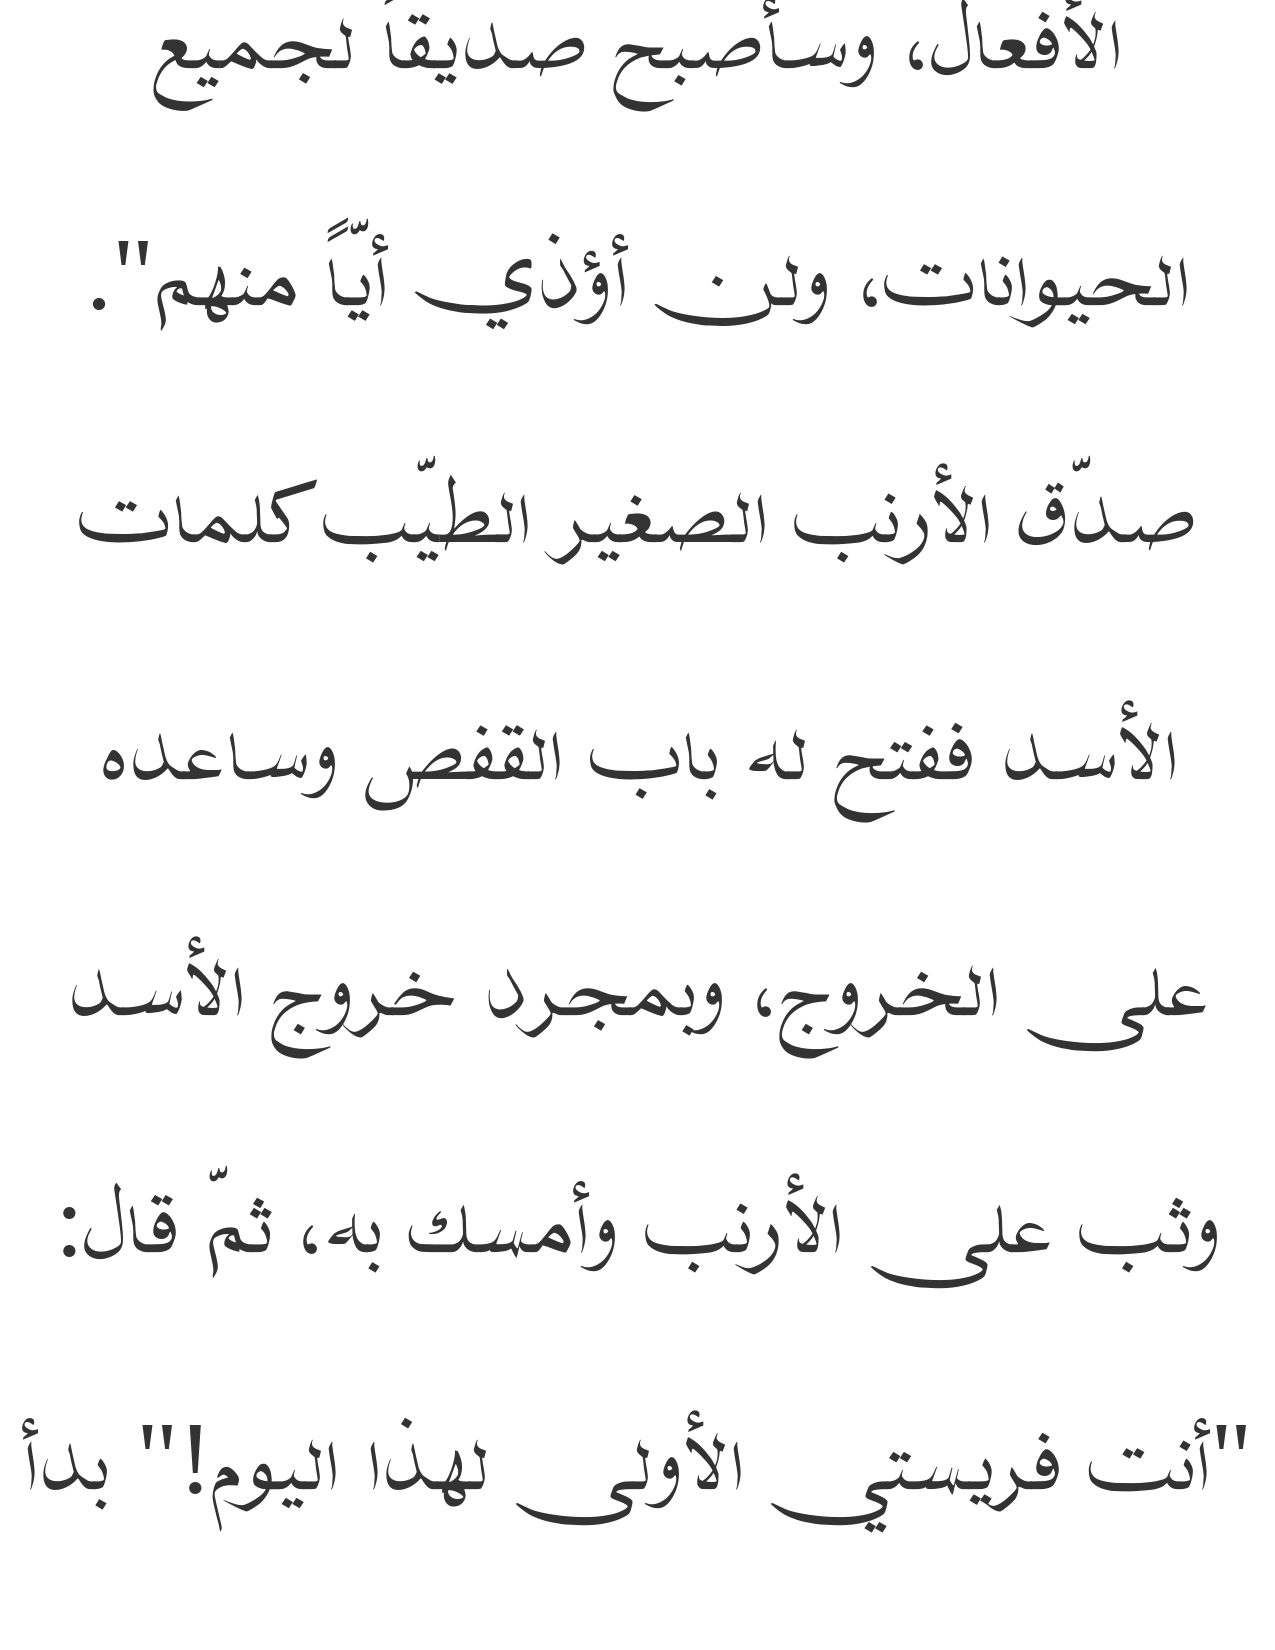 الأفعال، وسأصبح صديقاً لجميع
الحيوانات، ولن أؤذي أيّاً منهم".
صدّق الأرنب الصغير الطيّب كلمات
الأسد ففتح له باب القفص وساعده
على الخروج، وبمجرد خروج الأسد
وثب على الأرنب وأمسك به، ثمّ قال:
"أنت فريستي الأولى لهذا اليوم!" بدأ